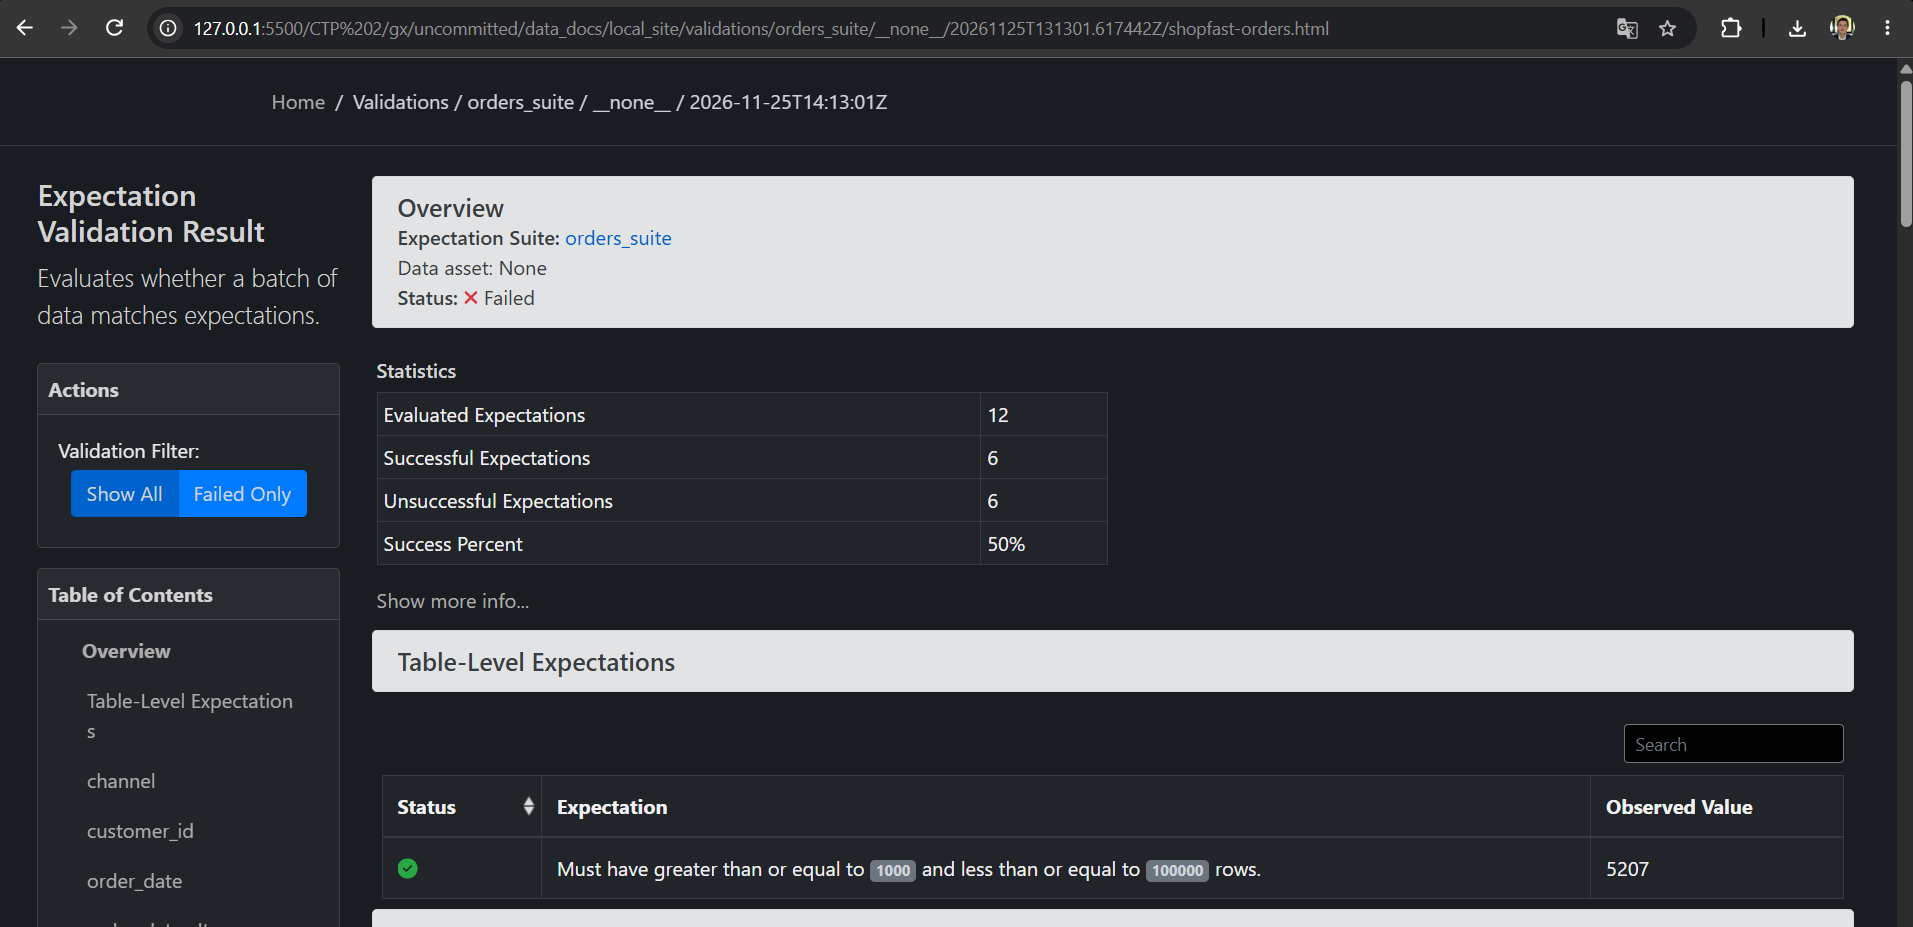 127.0.0.1:5500/CTP%202/gx/uncommitted/data_docs/local_site/validations/orders_suite/__none__/20261125T131301.617442Z/shopfast-orders.html
Home / Validations / orders_suite / __none__ / 2026-11-25T14:13:01Z
Expectation
Validation Result
Evaluates whether a batch of
data matches expectations.
Actions
Validation Filter:
Show All Failed Only
Table of Contents
Overview
Table-Level Expectation
s
channel
customer_id
order_date
Overview
Expectation Suite: orders_suite
Data asset: None
Status: ❌ Failed
Statistics
Evaluated Expectations 12
Successful Expectations 6
Unsuccessful Expectations 6
Success Percent 50%
Show more info...
Table-Level Expectations
Search
Status Expectation Observed Value
Must have greater than or equal to 1000 and less than or equal to 100000 rows. 5207